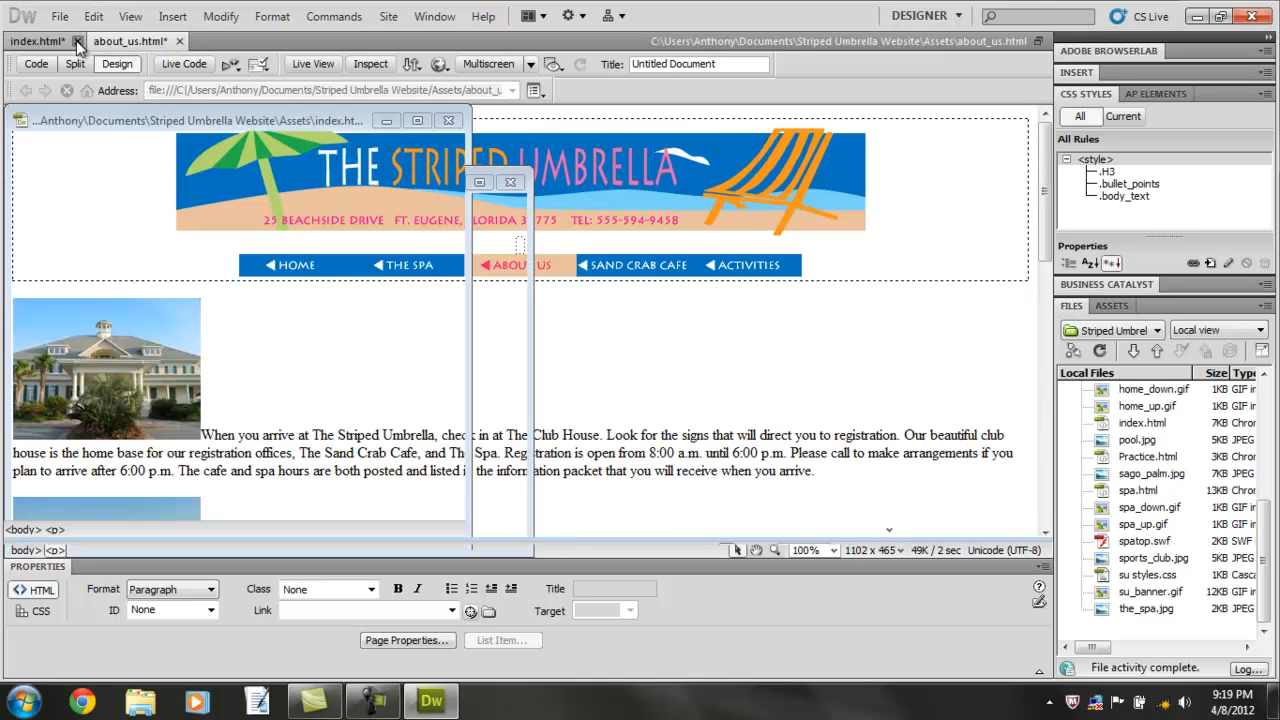 Dw File Edit View Insert Modify Format Commands Site Window Help DESIGNER CS Live
index.html* about_us.html* C:\Users\Anthony\Documents\Striped Umbrella Website\Assets\about_us.html
Code Split Design Live Code Live View Inspect Multiscreen Title: Untitled Document
Address: file:///C|/Users/Anthony/Documents/Striped Umbrella Website/Assets/about_u
...Anthony\Documents\Striped Umbrella Website\Assets\index.ht...
THE STRIPED UMBRELLA
25 BEACHSIDE DRIVE FT. EUGENE, LORIDA 3 775 TEL: 555-594-9458
HOME THE SPA ABOU US SAND CRAB CAFE ACTIVITIES
When you arrive at The Striped Umbrella, check in at The Club House. Look for the signs that will direct you to registration. Our beautiful club
house is the home base for our registration offices, The Sand Crab Cafe, and The Spa. Registration is open from 8:00 a.m. until 6:00 p.m. Please call to make arrangements if you
plan to arrive after 6:00 p.m. The cafe and spa hours are both posted and listed in the information packet that you will receive when you arrive.
<body> <p>
body> <p> 100% 1102 x 465 49K / 2 sec Unicode (UTF-8)
PROPERTIES
<> HTML Format Paragraph Class None B I Title
CSS ID None Link Target
Page Properties... List Item...
ADOBE BROWSERLAB
INSERT
CSS STYLES AP ELEMENTS
All Current
All Rules
<style>
.H3
.bullet_points
.body_text
Properties
Az
BUSINESS CATALYST
FILES ASSETS
Striped Umbrel Local view
Local Files Size Type
home_down.gif 1KB GIF in
home_up.gif 1KB GIF in
index.html 7KB Chro
pool.jpg 4KB JPEG
Practice.html 7KB Chro
sago_palm.jpg 7KB JPEG
spa.html 13KB Chro
spa_down.gif 1KB GIF in
spa_up.gif 1KB GIF in
spatop.swf 4KB SWF
sports_club.jpg 5KB JPEG
su styles.css 1KB Casca
su_banner.gif 12KB GIF in
the_spa.jpg 2KB JPEG
File activity complete. Log...
Dw 9:19 PM
4/8/2012